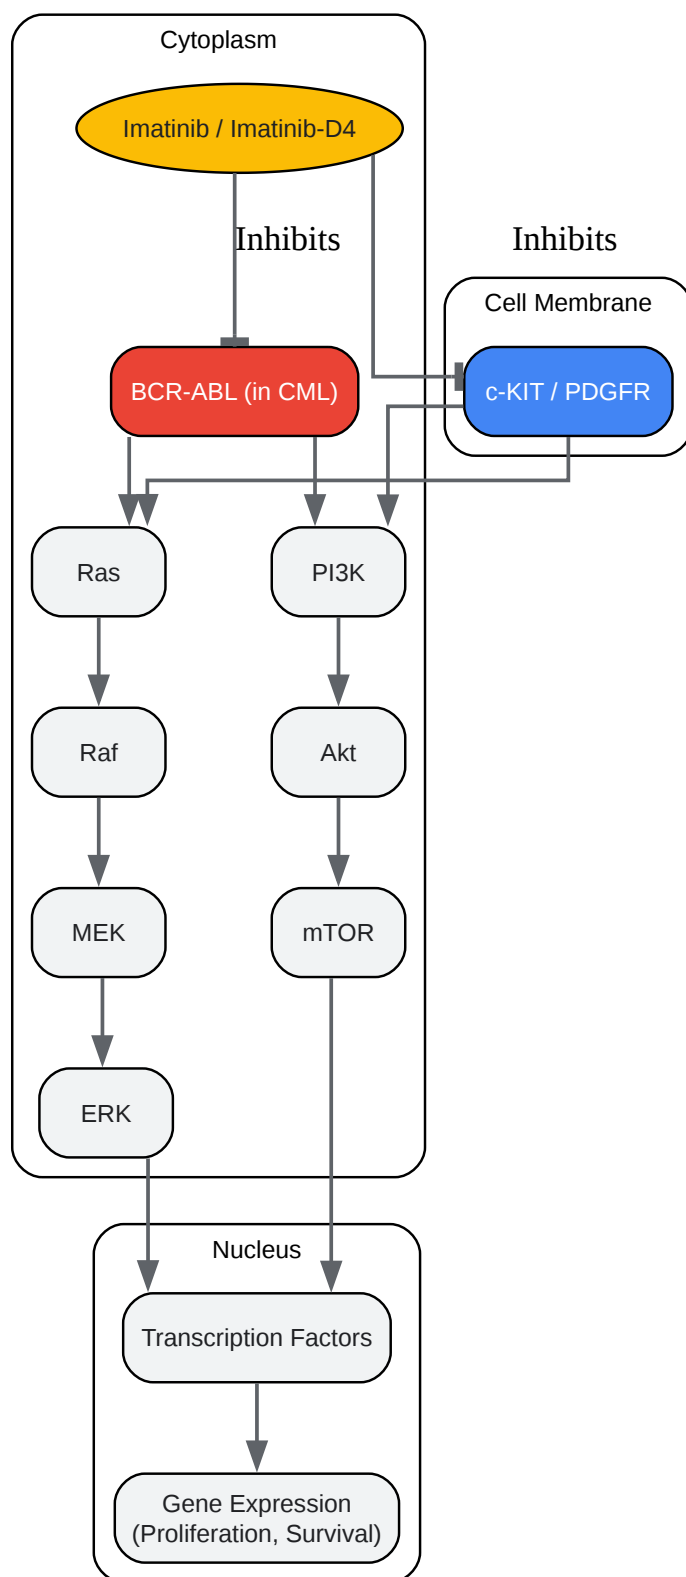 Cytoplasm
Imatinib / Imatinib-D4
Inhibits
Inhibits
Cell Membrane
BCR-ABL (in CML)
c-KIT / PDGFR
Ras
PI3K
Raf
Akt
MEK
mTOR
ERK
Nucleus
Transcription Factors
Gene Expression
(Proliferation, Survival)